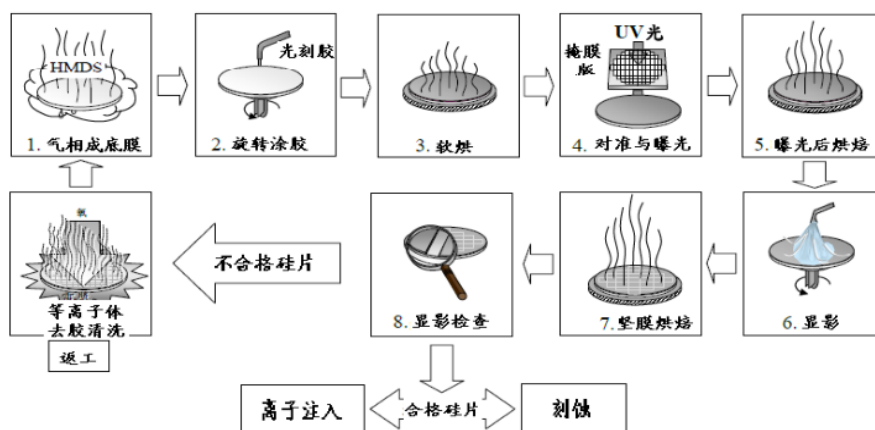 HMDS
1. 气相成底膜
光刻胶
2. 旋转涂胶
3. 软烘
UV光
掩膜
版
4. 对准与曝光
5. 曝光后烘焙
6. 显影
7. 坚膜烘焙
8. 显影检查
不合格硅片
氧
等离子体
去胶清洗
返工
离子注入
合格硅片
刻蚀